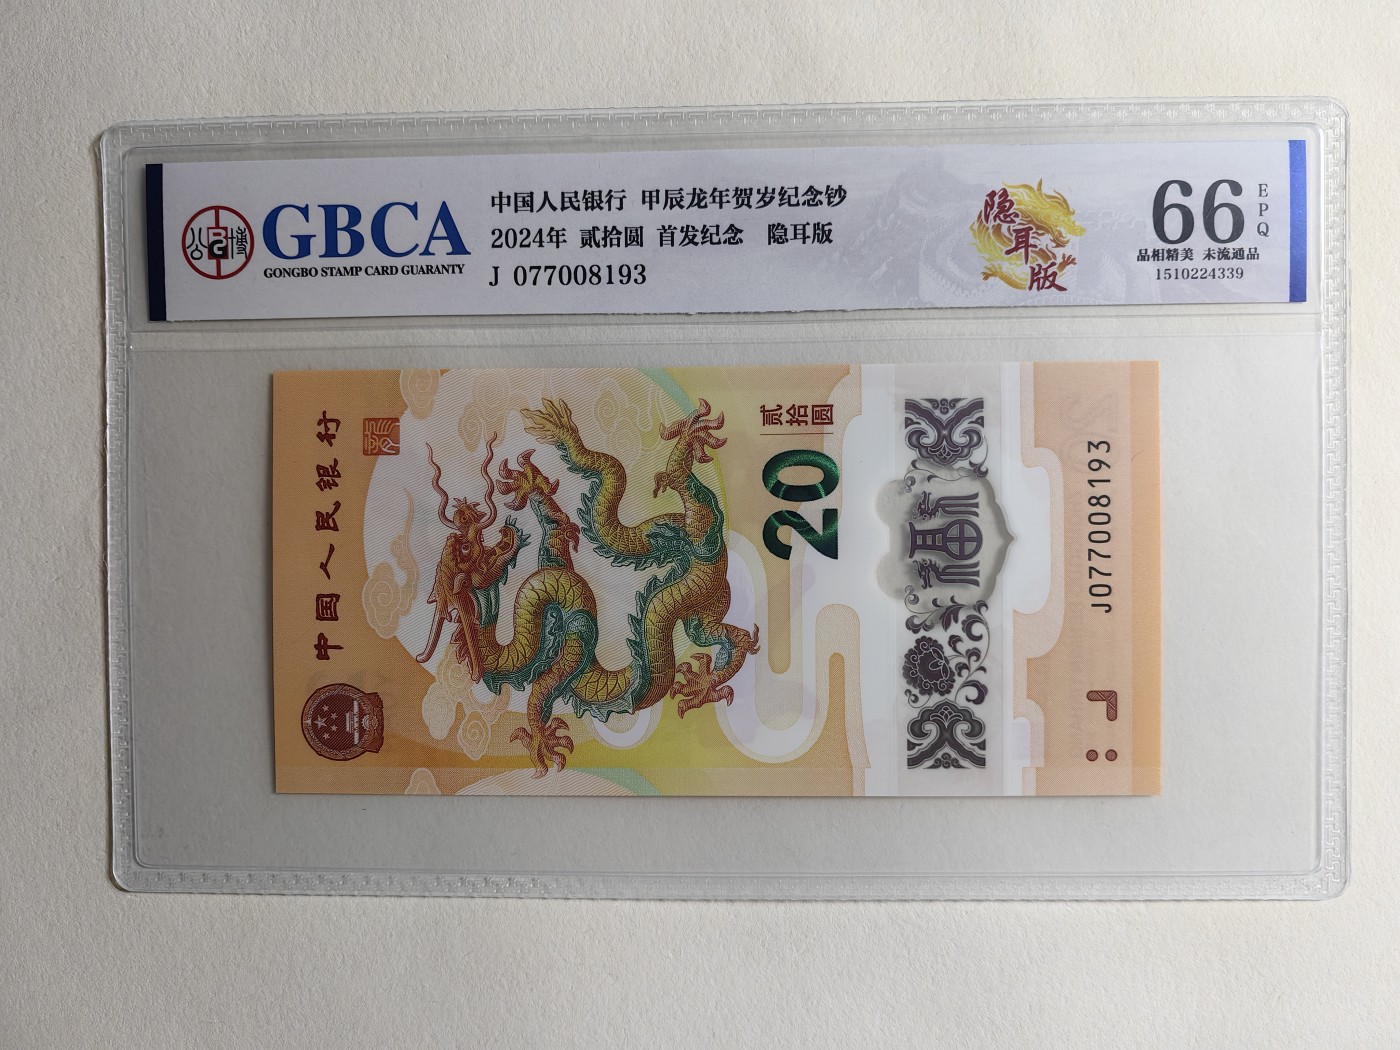 GBCA
GONGBO STAMP CARD GUARANTY
中国人民银行 甲辰龙年贺岁纪念钞
2024年 贰拾圆 首发纪念 隐耳版
J 077008193
隐耳版
66
EPQ
品相精美 未流通品
1510224339
中国人民银行
贰拾圆
20
福
J077008193